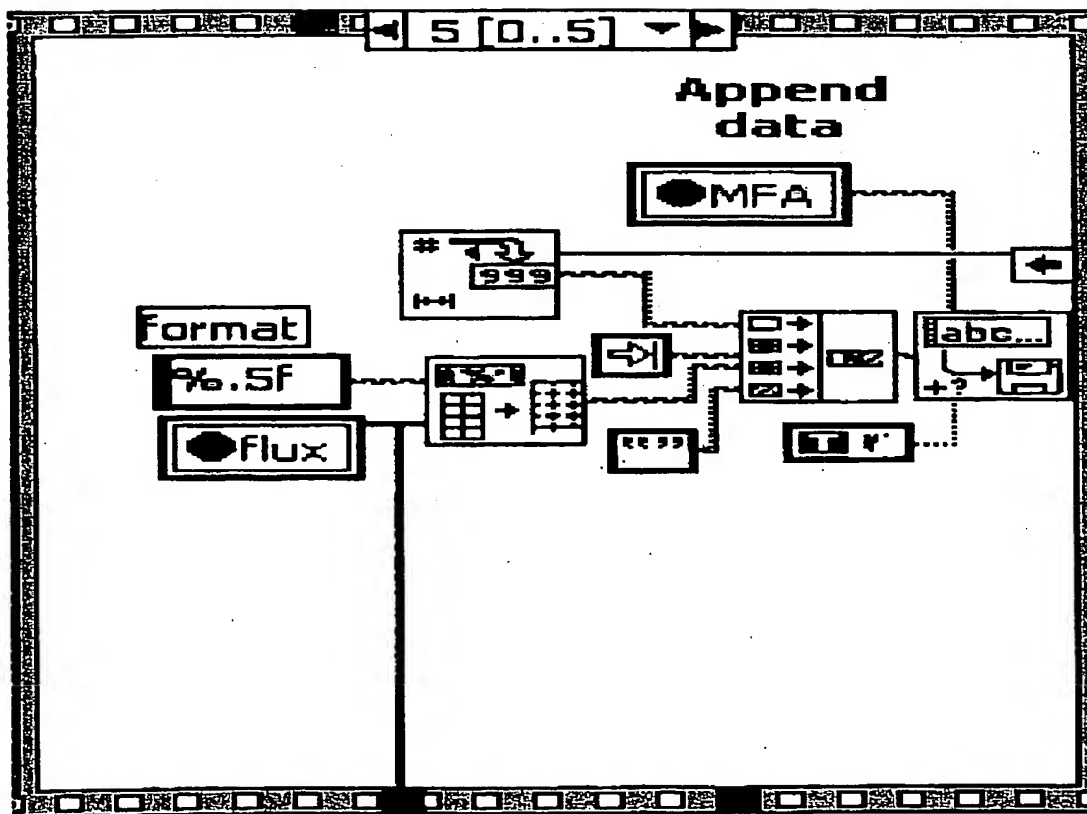 5 [0..5]
Append
data
MFA
#
999
format
%.5f
abc...
+?
flux
""
T